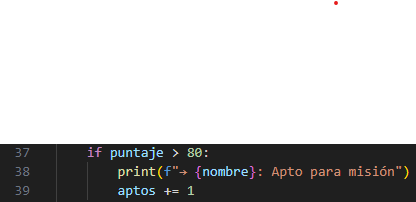 37 if puntaje > 80:
38 print(f"→ {nombre}: Apto para misión")
39 aptos += 1